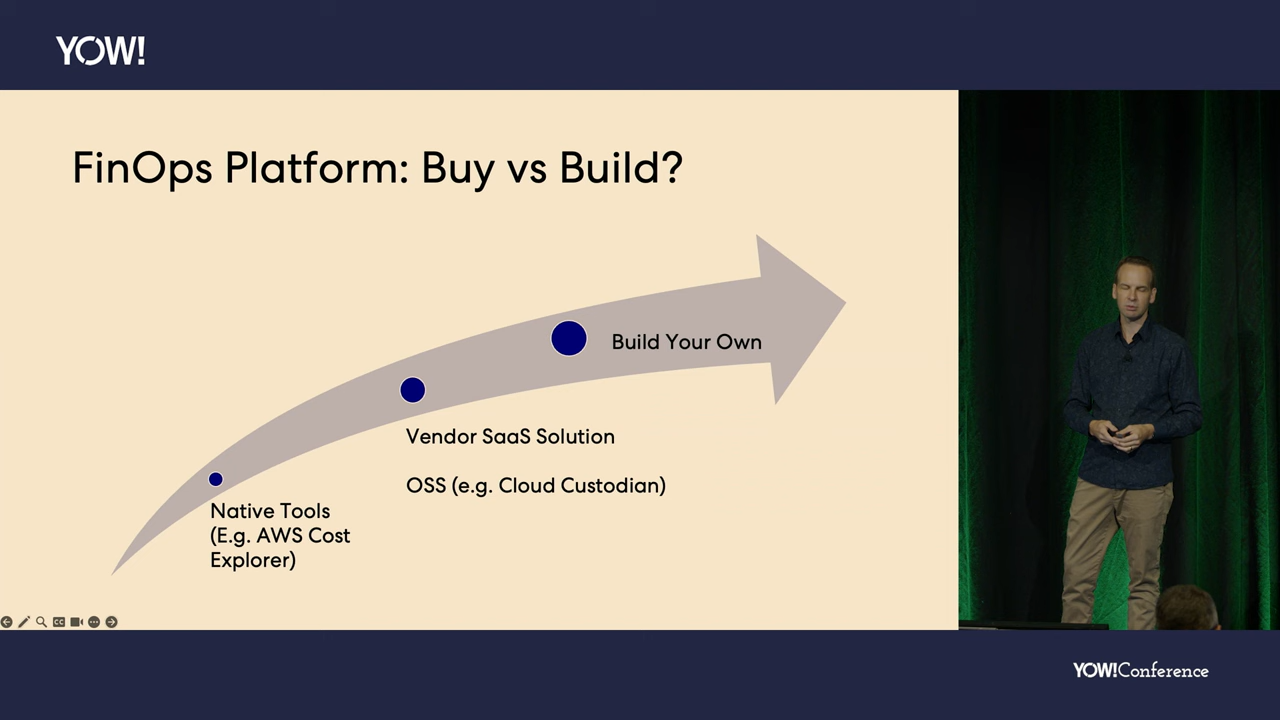 YOW!
FinOps Platform: Buy vs Build?
Build Your Own
Vendor SaaS Solution
OSS (e.g. Cloud Custodian)
Native Tools
(E.g. AWS Cost
Explorer)
CC
YOW!Conference